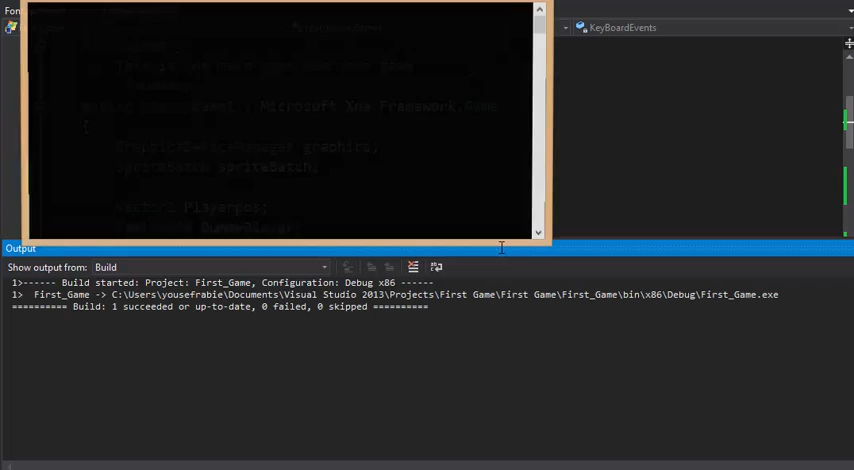 For
KeyBoardEvents
: Microsoft Xna Framework.Game
{
GraphicsDeviceManager graphics;
SpriteBatch spriteBatch;
Vector2 Playerpos;
Output
Show output from: Build
1>------ Build started: Project: First_Game, Configuration: Debug x86 ------
1>  First_Game -> C:\Users\yousefrabie\Documents\Visual Studio 2013\Projects\First Game\First Game\First_Game\bin\x86\Debug\First_Game.exe
========== Build: 1 succeeded or up-to-date, 0 failed, 0 skipped ==========